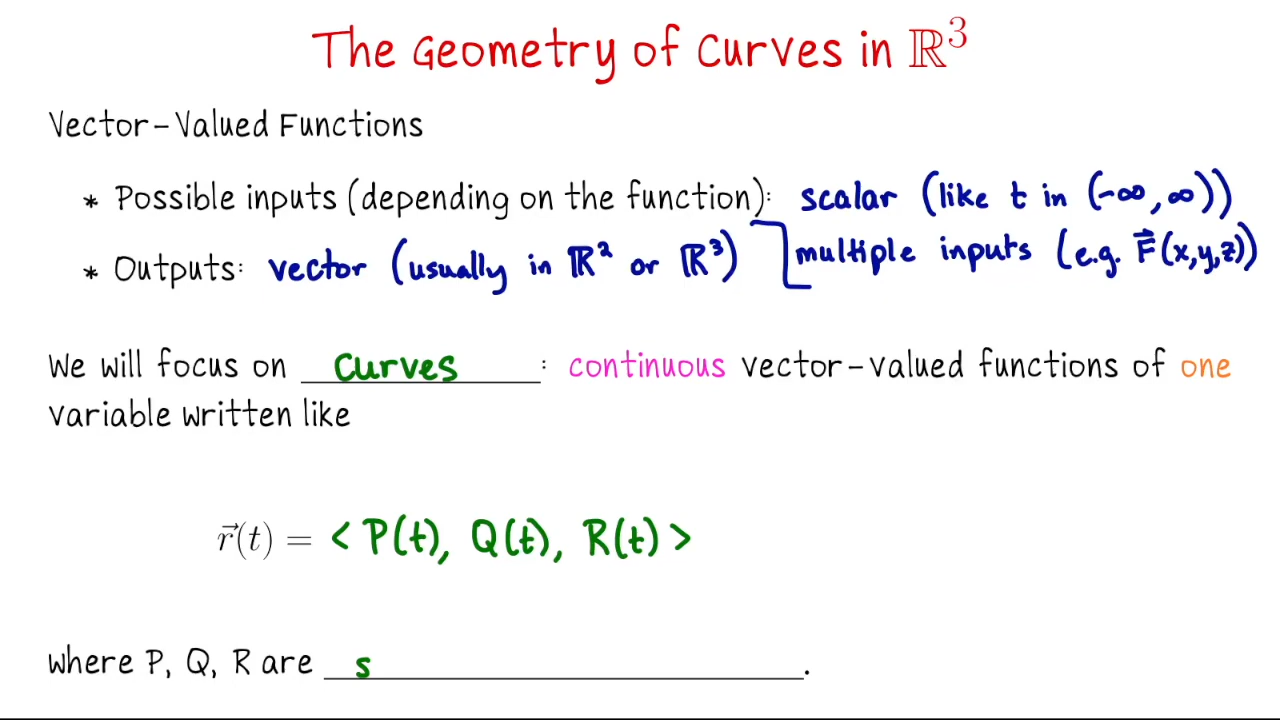 The Geometry of Curves in ℝ³
Vector-Valued Functions
* Possible inputs (depending on the function): scalar (like t in (-∞, ∞))
multiple inputs (e.g. F⃗(x,y,z))
* Outputs: vector (usually in ℝ² or ℝ³)
We will focus on curves : continuous vector-valued functions of one
variable written like
r⃗(t) = < P(t), Q(t), R(t) >
where P, Q, R are s .